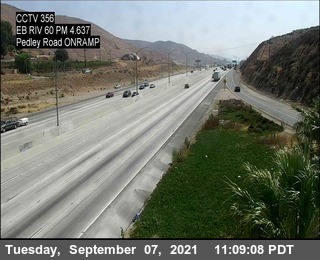 CCTV 356
EB RIV 60 PM 4.637
Pedley Road ONRAMP
Tuesday, September 07, 2021 11:09:08 PDT